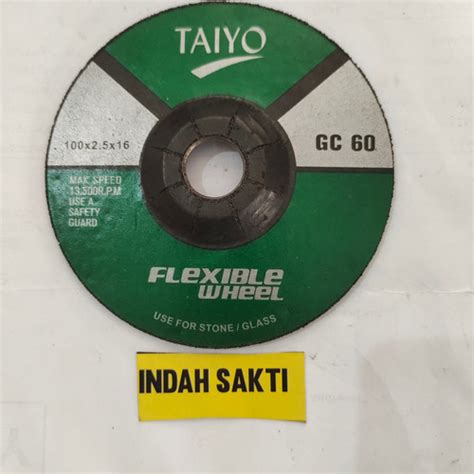 TAIYO
100x2.5x16
GC 60
MAK SPEED
13.300R.P.M
USE A
SAFETY
GUARD
FLEXIBLE
WHEEL
USE FOR STONE / GLASS
INDAH SAKTI